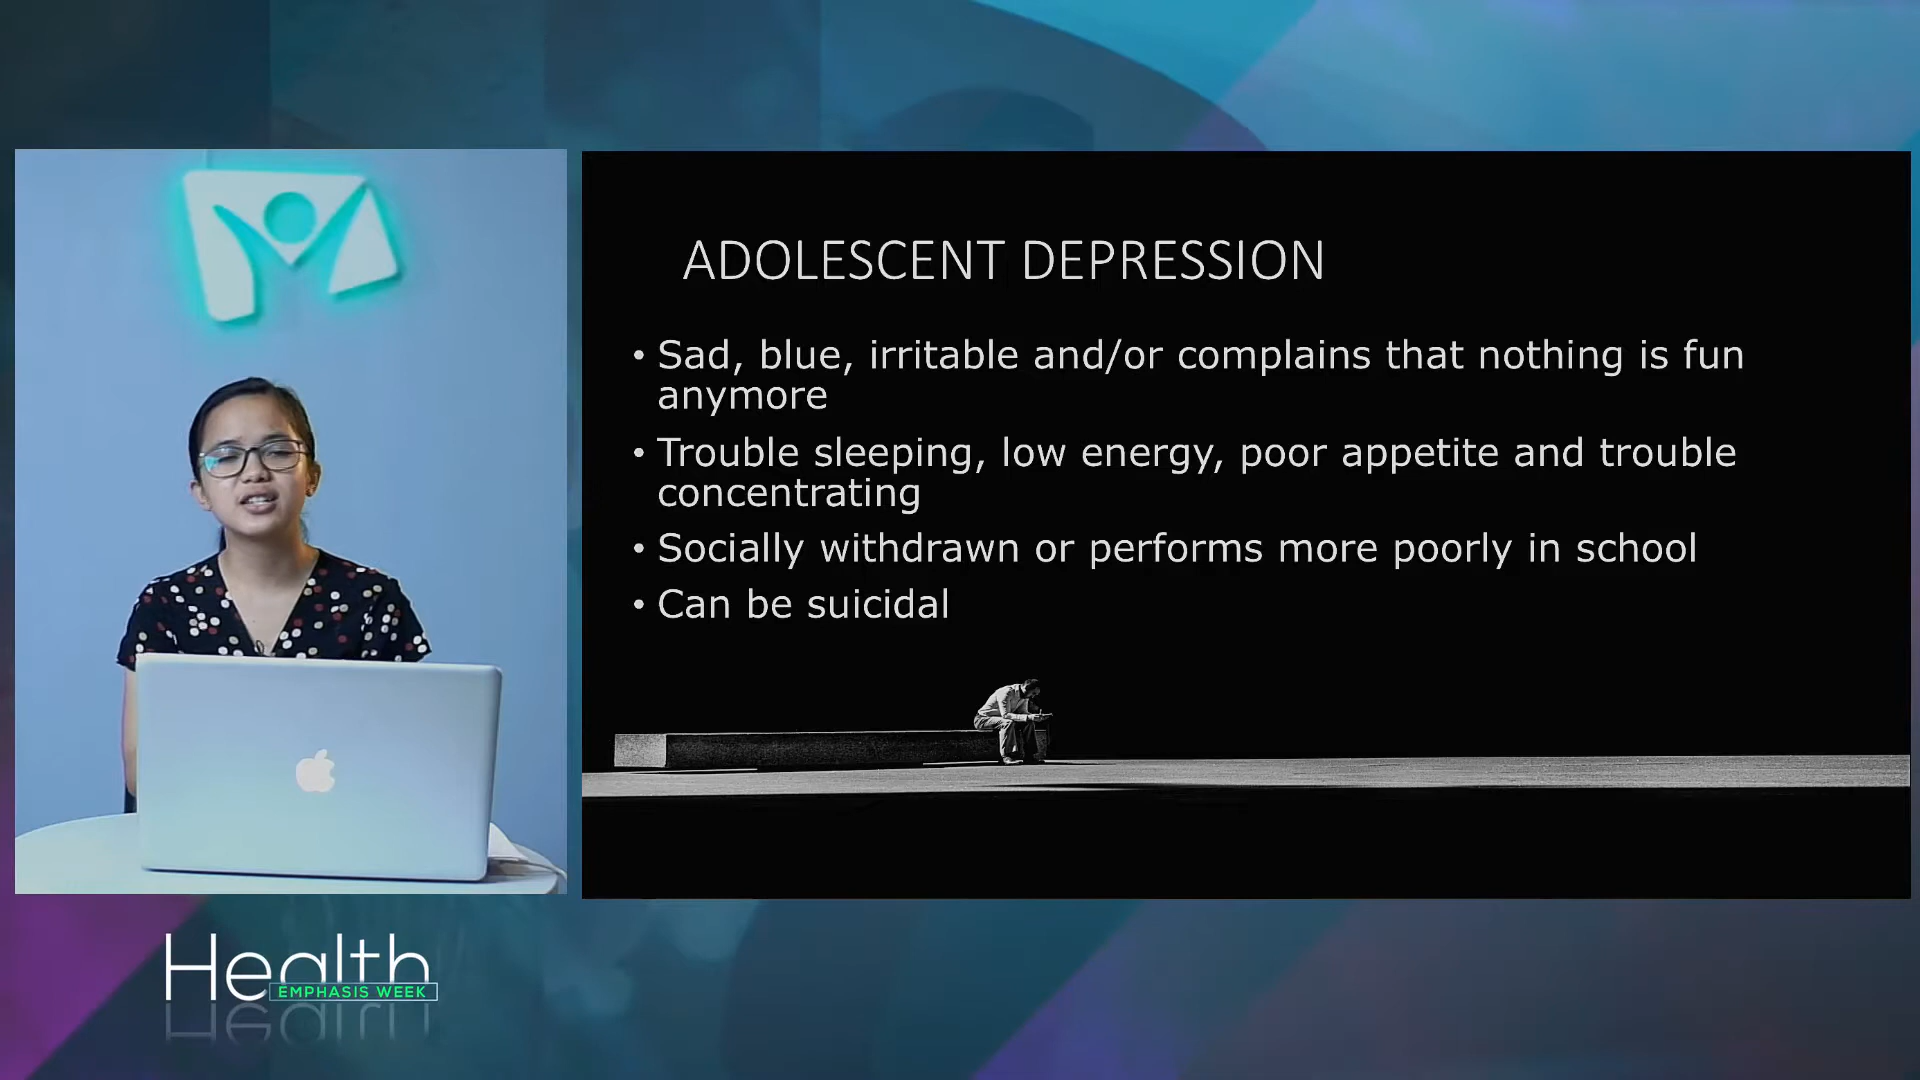 ADOLESCENT DEPRESSION
• Sad, blue, irritable and/or complains that nothing is fun
anymore
• Trouble sleeping, low energy, poor appetite and trouble
concentrating
• Socially withdrawn or performs more poorly in school
• Can be suicidal
Health
EMPHASIS WEEK